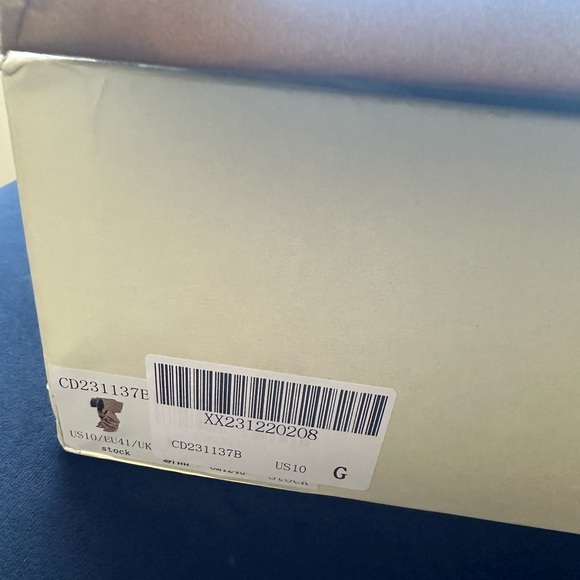 CD231137B
US10/EU41/UK
stock
XX231220208
CD231137B
US10
G